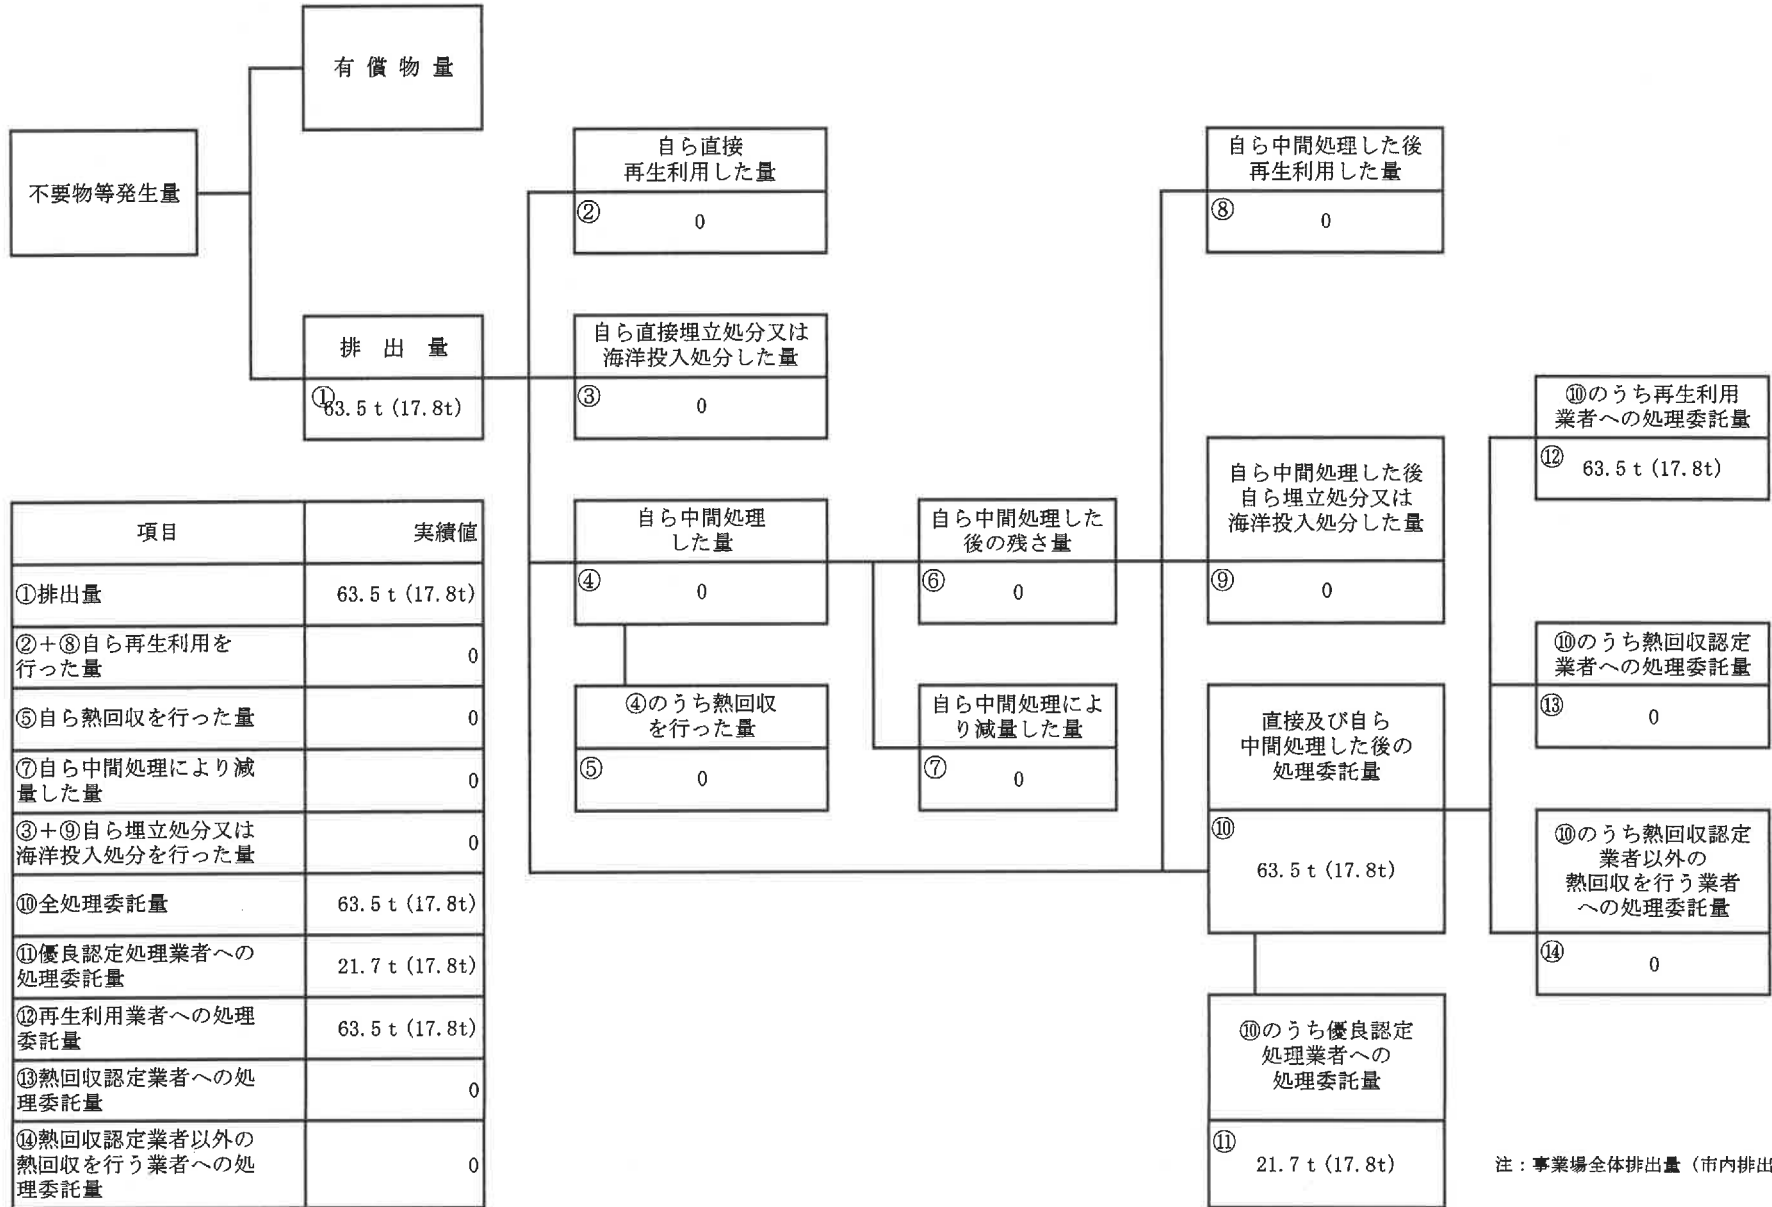 有償物量
不要物等発生量
排出量
①63.5t(17.8t)
自ら直接
再生利用した量
②
0
自ら直接埋立処分又は
海洋投入処分した量
③
0
自ら中間処理
した量
④
0
④のうち熱回収
を行った量
⑤
0
自ら中間処理した
後の残さ量
⑥
0
自ら中間処理によ
り減量した量
⑦
0
自ら中間処理した後
再生利用した量
⑧
0
自ら中間処理した後
自ら埋立処分又は
海洋投入処分した量
⑨
0
直接及び自ら
中間処理した後の
処理委託量
⑩
63.5t(17.8t)
⑩のうち優良認定
処理業者への
処理委託量
⑪
21.7t(17.8t)
⑩のうち再生利用
業者への処理委託量
⑫ 63.5t(17.8t)
⑩のうち熱回収認定
業者への処理委託量
⑬
0
⑩のうち熱回収認定
業者以外の
熱回収を行う業者
への処理委託量
⑭
0
項目 実績値
①排出量 63.5t(17.8t)
②+⑧自ら再生利用を
行った量
0
⑤自ら熱回収を行った量 0
⑦自ら中間処理により減
量した量
0
③+⑨自ら埋立処分又は
海洋投入処分を行った量
0
⑩全処理委託量 63.5t(17.8t)
⑪優良認定処理業者への
処理委託量
21.7t(17.8t)
⑫再生利用業者への処理
委託量
63.5t(17.8t)
⑬熱回収認定業者への処
理委託量
0
⑭熱回収認定業者以外の
熱回収を行う業者への処
理委託量
0
注:事業場全体排出量(市内排出